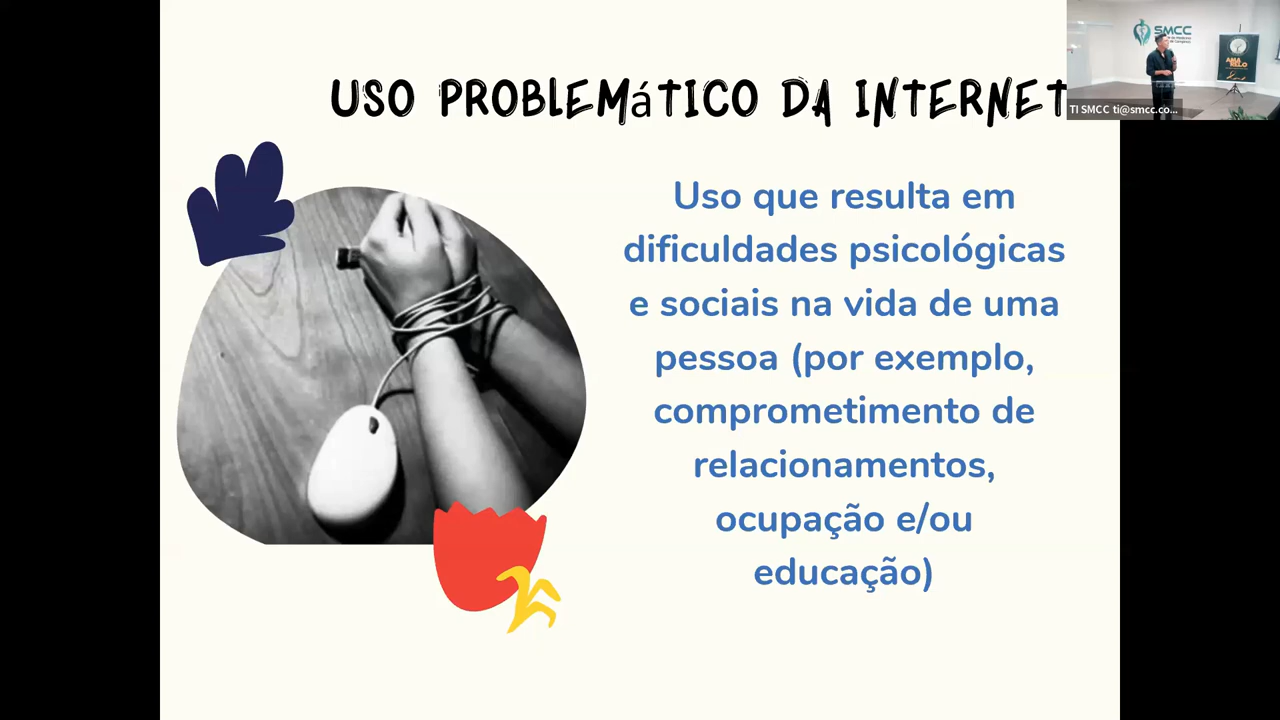 USO PROBLEMáTICO DA INTERNET
Uso que resulta em
dificuldades psicológicas
e sociais na vida de uma
pessoa (por exemplo,
comprometimento de
relacionamentos,
ocupação e/ou
educação)
SMCC
TI SMCC ti@smcc.co...